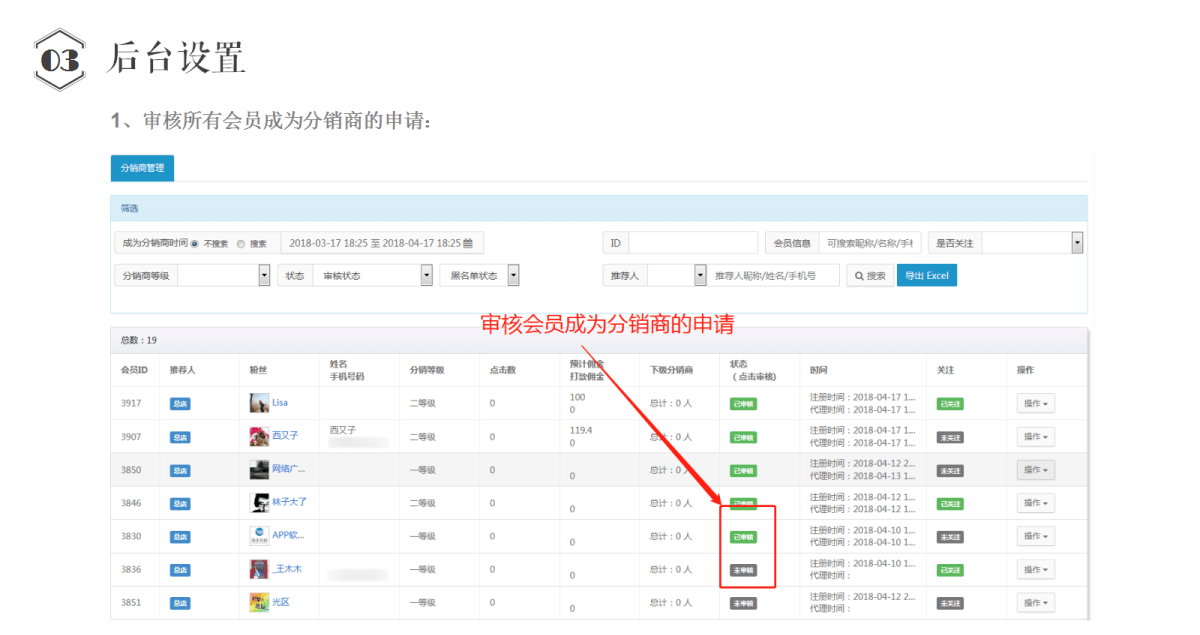 03 后台设置
1、审核所有会员成为分销商的申请:
分销商管理
筛选
成为分销商时间 不搜索 搜索 2018-03-17 18:25 至 2018-04-17 18:25 ID 会员信息 可搜索昵称/名称/手机 是否关注
分销商等级 状态 审核状态 黑名单状态 推荐人 推荐人昵称/姓名/手机号 搜索 导出 Excel
审核会员成为分销商的申请
总数:19
会员ID 推荐人 粉丝 姓名 手机号码 分销等级 点击数 预计佣金 打款佣金 下级分销商 状态 (点击审核) 时间 关注 操作
3917 总店 Lisa 二等级 0 100 0 总计:0 人 已审核 注册时间:2018-04-17 1... 代理时间:2018-04-17 1... 已关注 操作
3907 总店 西又子 西又子 二等级 0 119.4 0 总计:0 人 已审核 注册时间:2018-04-17 1... 代理时间:2018-04-17 1... 未关注 操作
3850 总店 网络广... 一等级 0 0 总计:0 人 已审核 注册时间:2018-04-12 2... 代理时间:2018-04-13 1... 未关注 操作
3846 总店 林子大了 二等级 0 0 总计:0 人 已审核 注册时间:2018-04-12 1... 代理时间:2018-04-12 1... 已关注 操作
3830 总店 APP软... 一等级 0 0 总计:0 人 已审核 注册时间:2018-04-10 1... 代理时间:2018-04-10 1... 未关注 操作
3836 总店 _王木木 一等级 0 0 总计:0 人 未审核 注册时间:2018-04-10 1... 代理时间: 已关注 操作
3851 总店 光区 一等级 0 0 总计:0 人 未审核 注册时间:2018-04-12 2... 代理时间: 未关注 操作